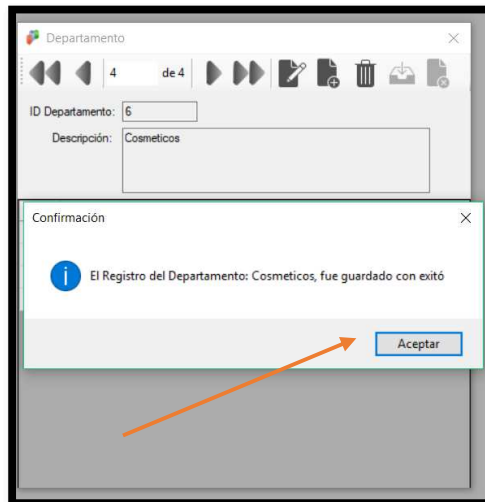 Departamento
4 de 4
ID Departamento: 6
Descripción: Cosmeticos
Confirmación
El Registro del Departamento: Cosmeticos, fue guardado con exitó
Aceptar